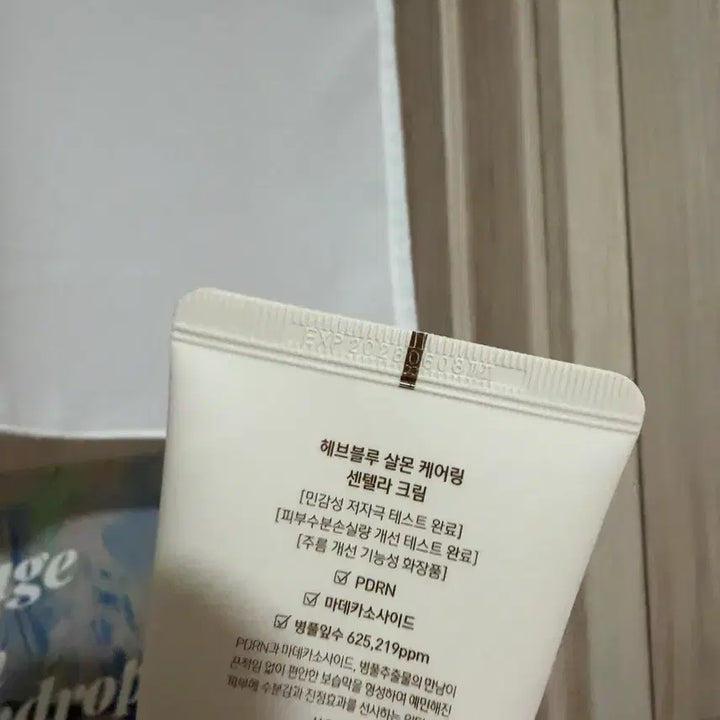 EXP 20280608
헤브블루 살몬 케어링
센텔라 크림
[민감성 저자극 테스트 완료]
[피부수분손실량 개선 테스트 완료]
[주름 개선 기능성 화장품]
☑ PDRN
☑ 마데카소사이드
☑ 병풀잎수 625,219ppm
PDRN과 마데카소사이드, 병풀추출물의 만남이
끈적임 없이 편안한 보습막을 형성하여 예민해진
피부에 수분감과 진정효과를 선사하는
age
drop